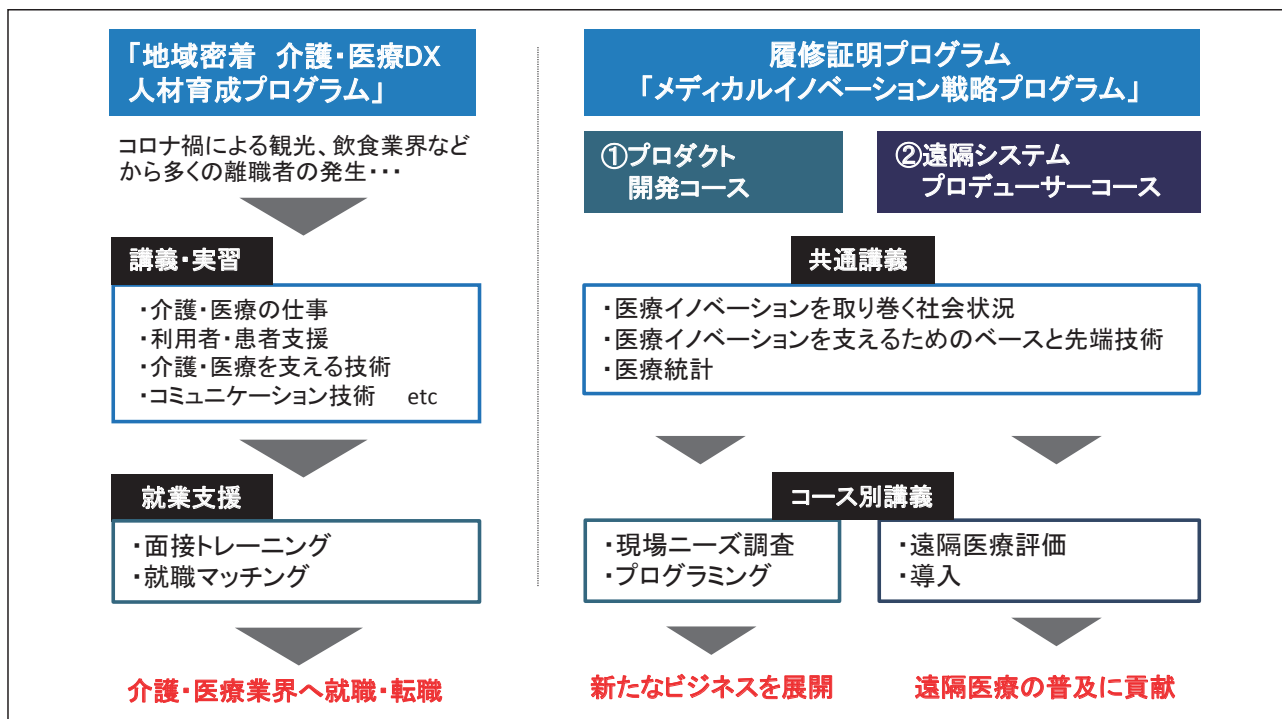 「地域密着　介護・医療DX
人材育成プログラム」
コロナ禍による観光、飲食業界など
から多くの離職者の発生・・・
講義・実習
・介護・医療の仕事
・利用者・患者支援
・介護・医療を支える技術
・コミュニケーション技術　etc
就業支援
・面接トレーニング
・就職マッチング
介護・医療業界へ就職・転職
履修証明プログラム
「メディカルイノベーション戦略プログラム」
①プロダクト
開発コース
②遠隔システム
プロデューサーコース
共通講義
・医療イノベーションを取り巻く社会状況
・医療イノベーションを支えるためのベースと先端技術
・医療統計
コース別講義
・現場ニーズ調査
・プログラミング
・遠隔医療評価
・導入
新たなビジネスを展開
遠隔医療の普及に貢献